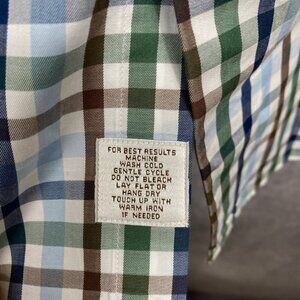 FOR BEST RESULTS
MACHINE
WASH COLD
GENTLE CYCLE
DO NOT BLEACH
LAY FLAT OR
HANG DRY
TOUCH UP WITH
WARM IRON
IF NEEDED